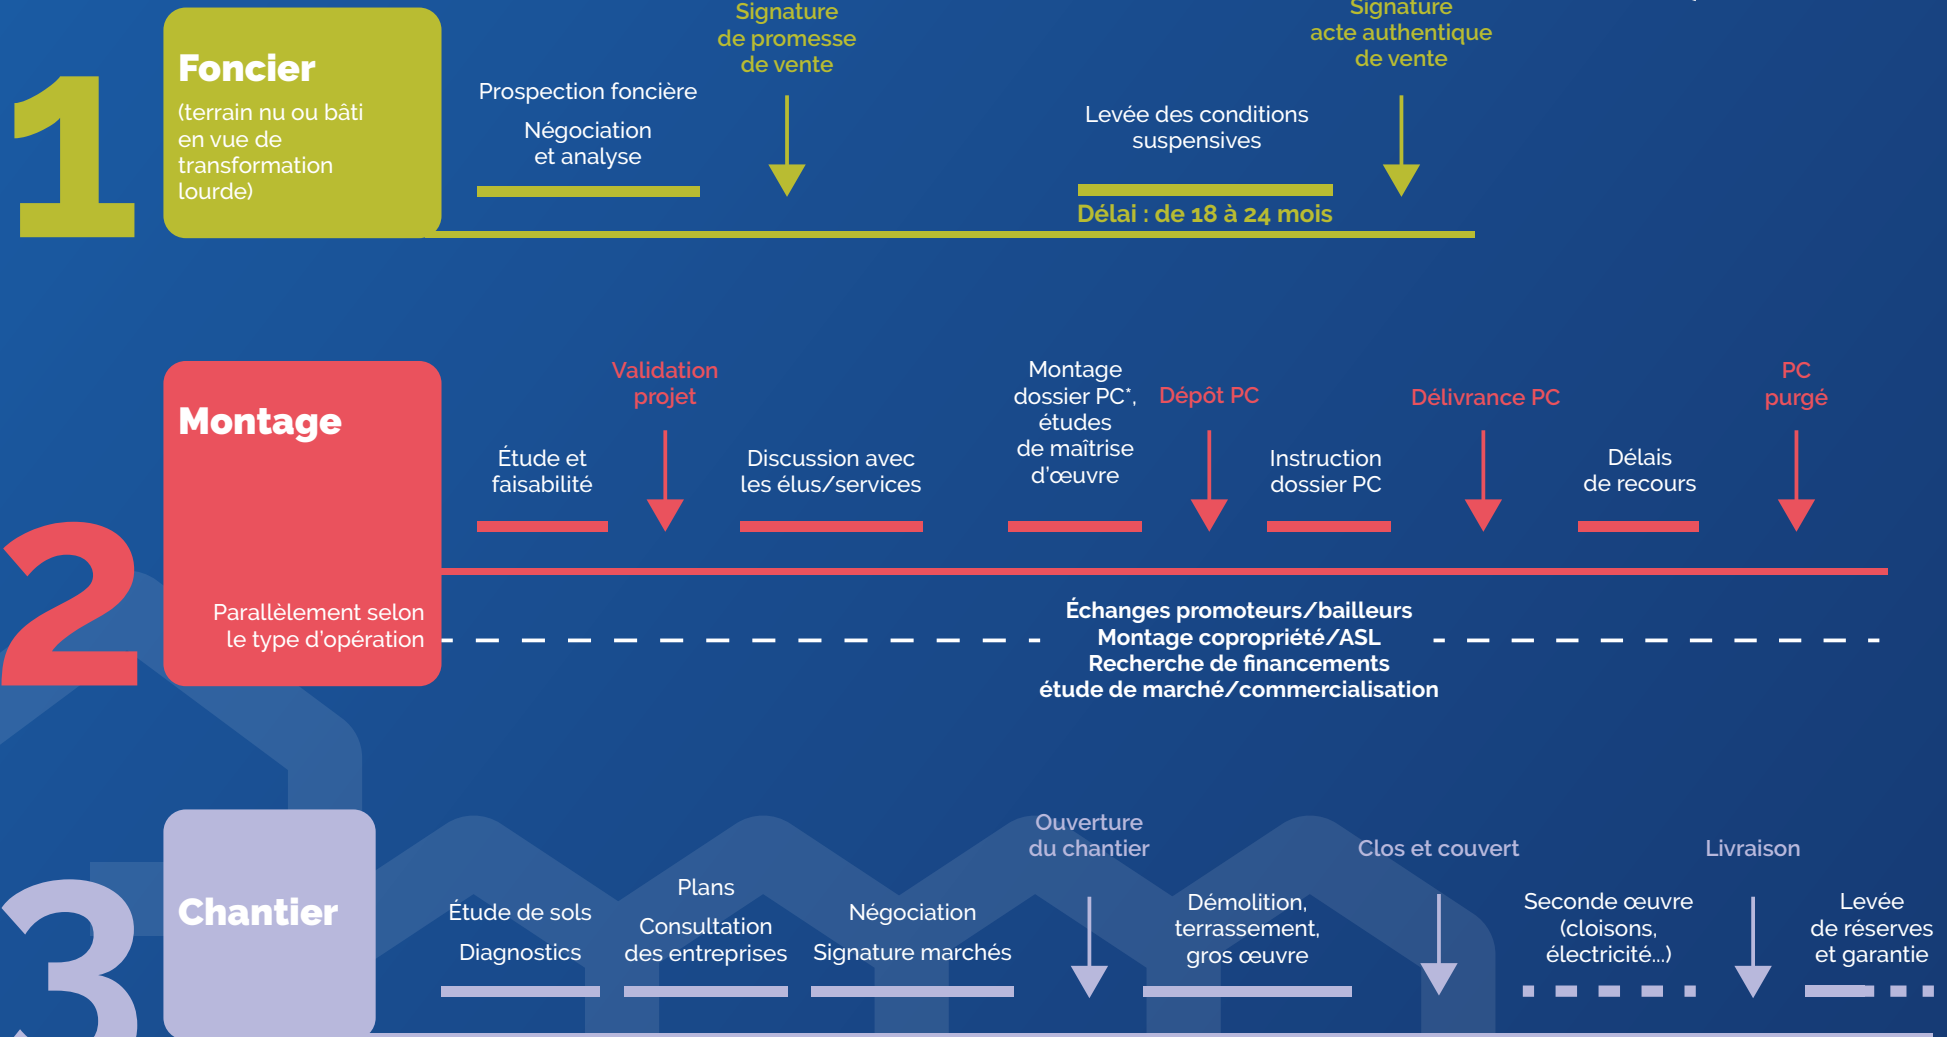 1
Foncier
(terrain nu ou bâti
en vue de
transformation
lourde)
Prospection foncière
Négociation
et analyse
Signature
de promesse
de vente
Levée des conditions
suspensives
Délai : de 18 à 24 mois
Signature
acte authentique
de vente
2
Montage
Parallèlement selon
le type d'opération
Étude et
faisabilité
Validation
projet
Discussion avec
les élus/services
Montage
dossier PC*,
études
de maîtrise
d'œuvre
Dépôt PC
Instruction
dossier PC
Délivrance PC
Délais
de recours
PC
purgé
Échanges promoteurs/bailleurs
Montage copropriété/ASL
Recherche de financements
étude de marché/commercialisation
3
Chantier
Étude de sols
Diagnostics
Plans
Consultation
des entreprises
Négociation
Signature marchés
Ouverture
du chantier
Démolition,
terrassement,
gros œuvre
Clos et couvert
Seconde œuvre
(cloisons,
électricité...)
Livraison
Levée
de réserves
et garantie